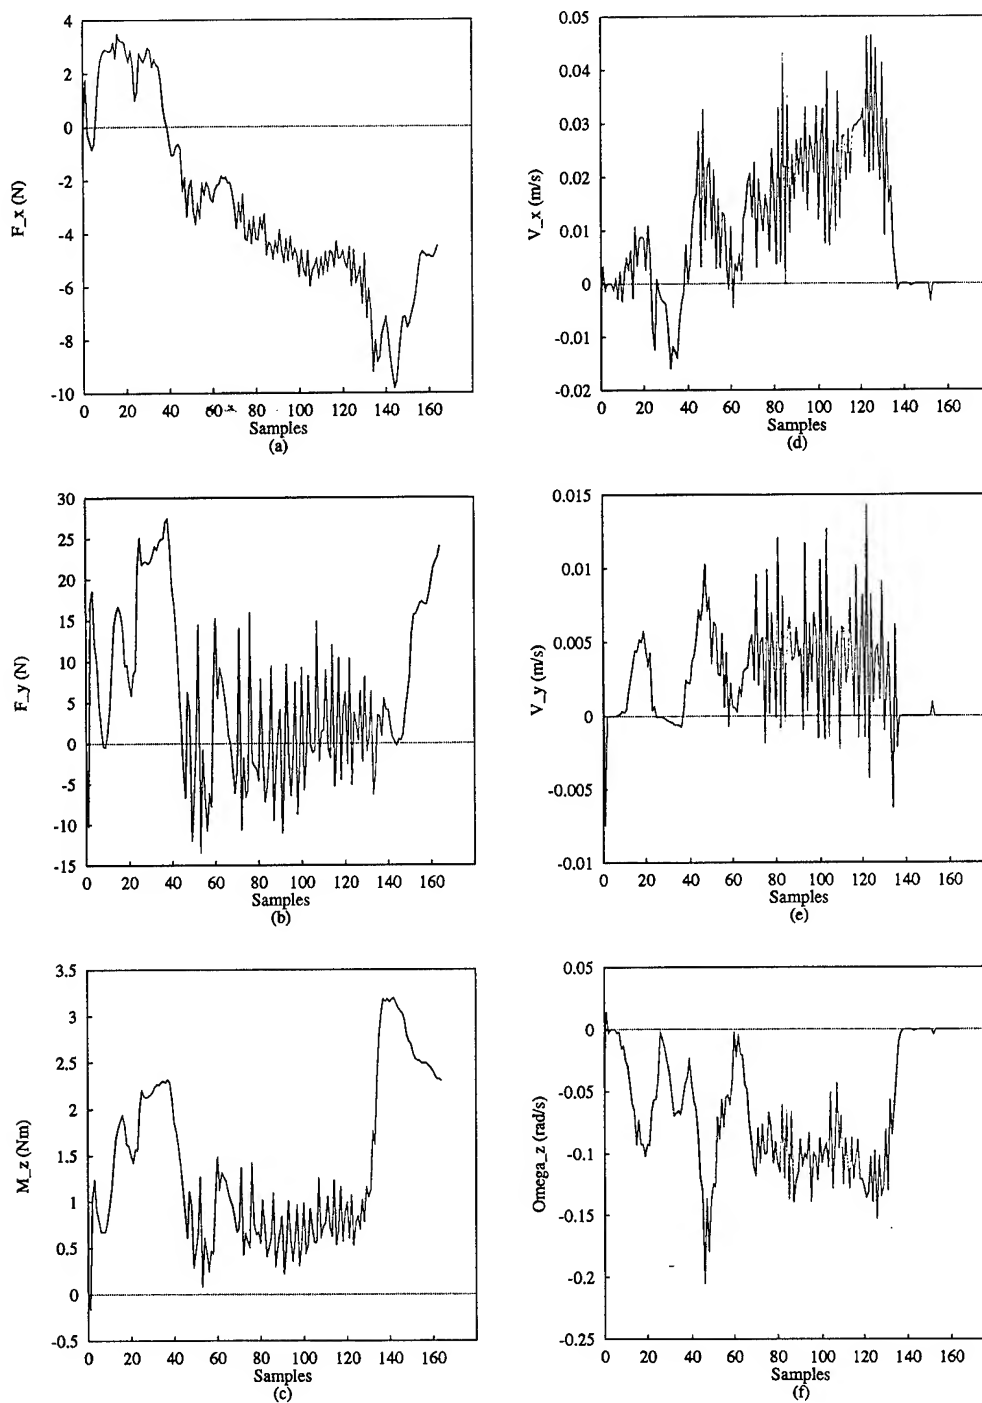 4
2
0
-2
-4
-6
-8
-10
F_x (N)
0 20 40 60 80 100 120 140 160
Samples
(a)
0.05
0.04
0.03
0.02
0.01
0
-0.01
-0.02
V_x (m/s)
0 20 40 60 80 100 120 140 160
Samples
(d)
30
25
20
15
10
5
0
-5
-10
-15
F_y (N)
0 20 40 60 80 100 120 140 160
Samples
(b)
0.015
0.01
0.005
0
-0.005
-0.01
V_y (m/s)
0 20 40 60 80 100 120 140 160
Samples
(e)
3.5
3
2.5
2
1.5
1
0.5
0
-0.5
M_z (Nm)
0 20 40 60 80 100 120 140 160
Samples
(c)
0.05
0
-0.05
-0.1
-0.15
-0.2
-0.25
Omega_z (rad/s)
0 20 40 60 80 100 120 140 160
Samples
(f)